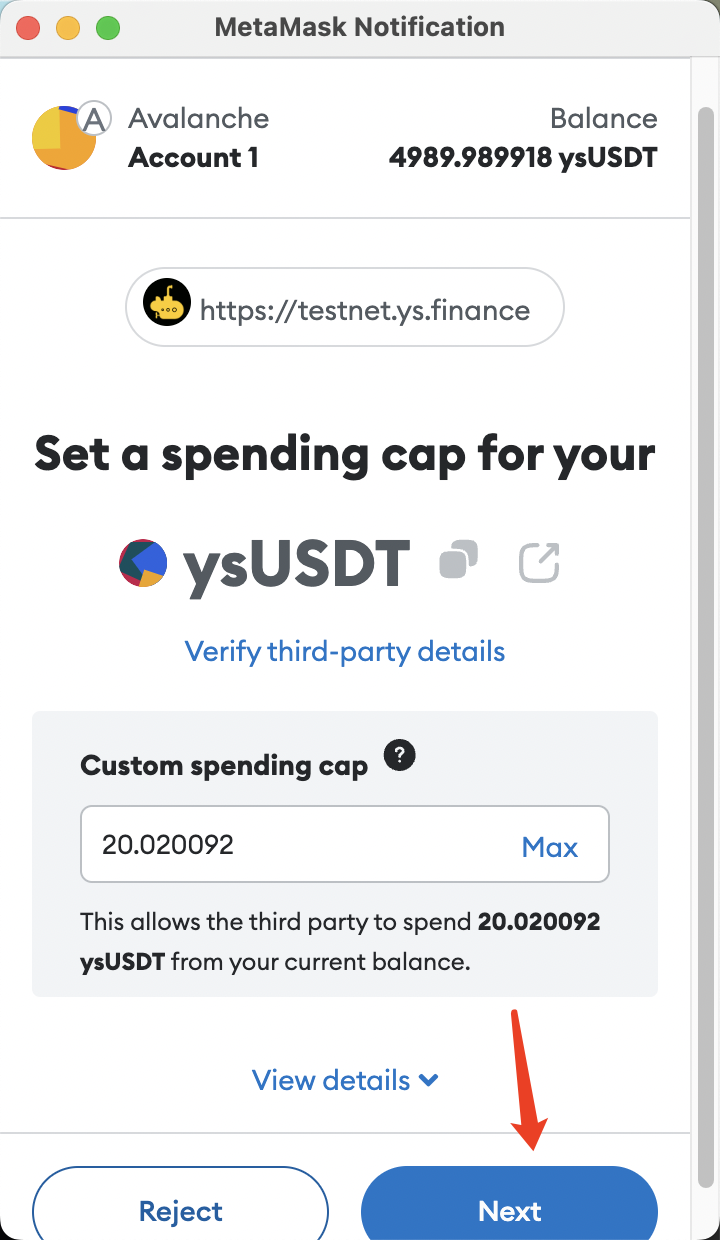 MetaMask Notification
A
Avalanche
Balance
Account 1
4989.989918 ysUSDT
https://testnet.ys.finance
Set a spending cap for your
ysUSDT
Verify third-party details
Custom spending cap ?
20.020092
Max
This allows the third party to spend 20.020092
ysUSDT from your current balance.
View details
Reject
Next